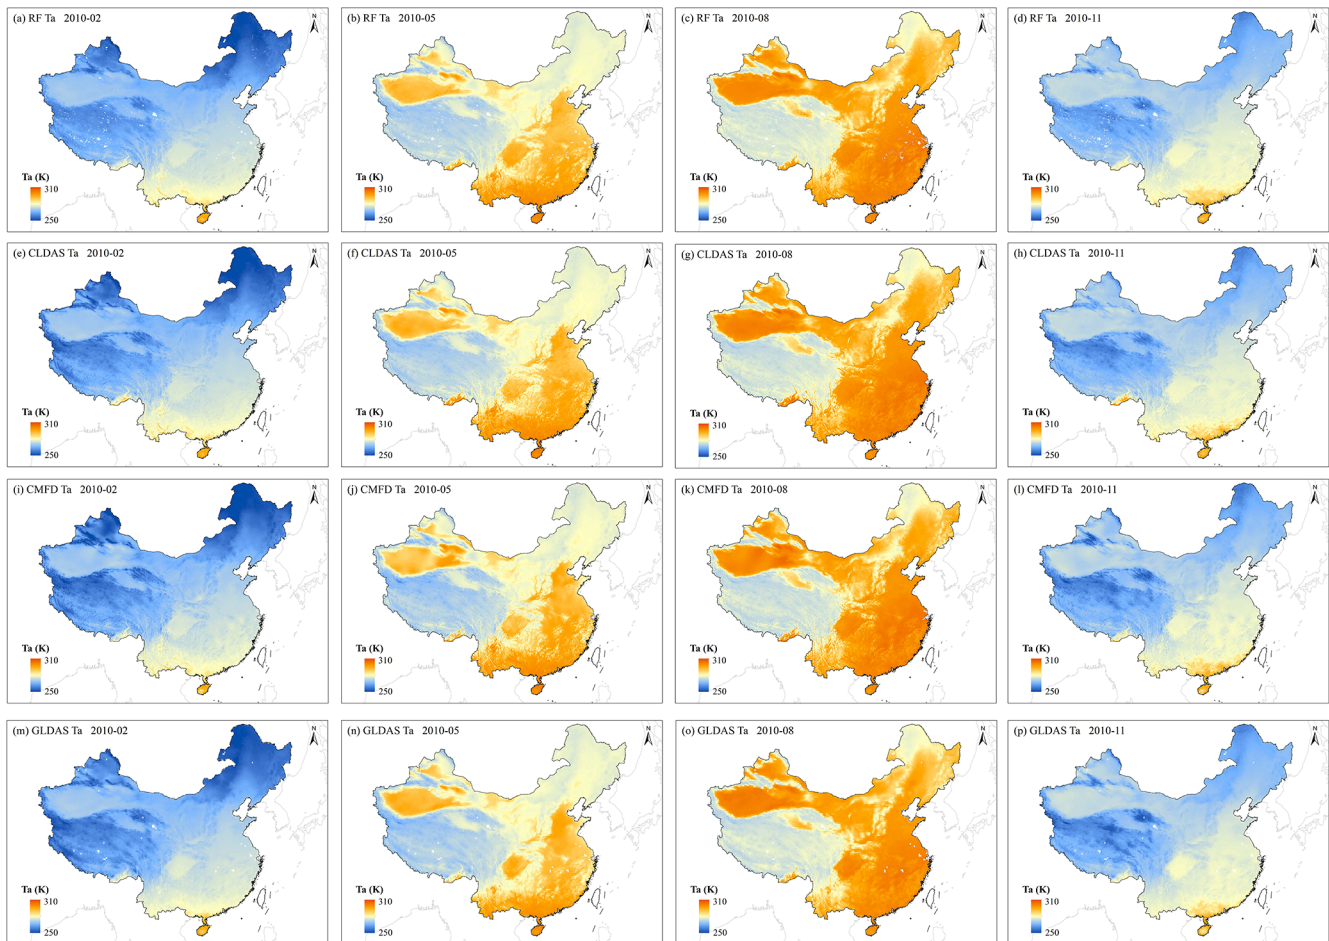 (a) RF Ta 2010-02
N
Ta (K)
310
250
(b) RF Ta 2010-05
N
Ta (K)
310
250
(c) RF Ta 2010-08
N
Ta (K)
310
250
(d) RF Ta 2010-11
N
Ta (K)
310
250
(e) CLDAS Ta 2010-02
N
Ta (K)
310
250
(f) CLDAS Ta 2010-05
N
Ta (K)
310
250
(g) CLDAS Ta 2010-08
N
Ta (K)
310
250
(h) CLDAS Ta 2010-11
N
Ta (K)
310
250
(i) CMFD Ta 2010-02
N
Ta (K)
310
250
(j) CMFD Ta 2010-05
N
Ta (K)
310
250
(k) CMFD Ta 2010-08
N
Ta (K)
310
250
(l) CMFD Ta 2010-11
N
Ta (K)
310
250
(m) GLDAS Ta 2010-02
N
Ta (K)
310
250
(n) GLDAS Ta 2010-05
N
Ta (K)
310
250
(o) GLDAS Ta 2010-08
N
Ta (K)
310
250
(p) GLDAS Ta 2010-11
N
Ta (K)
310
250